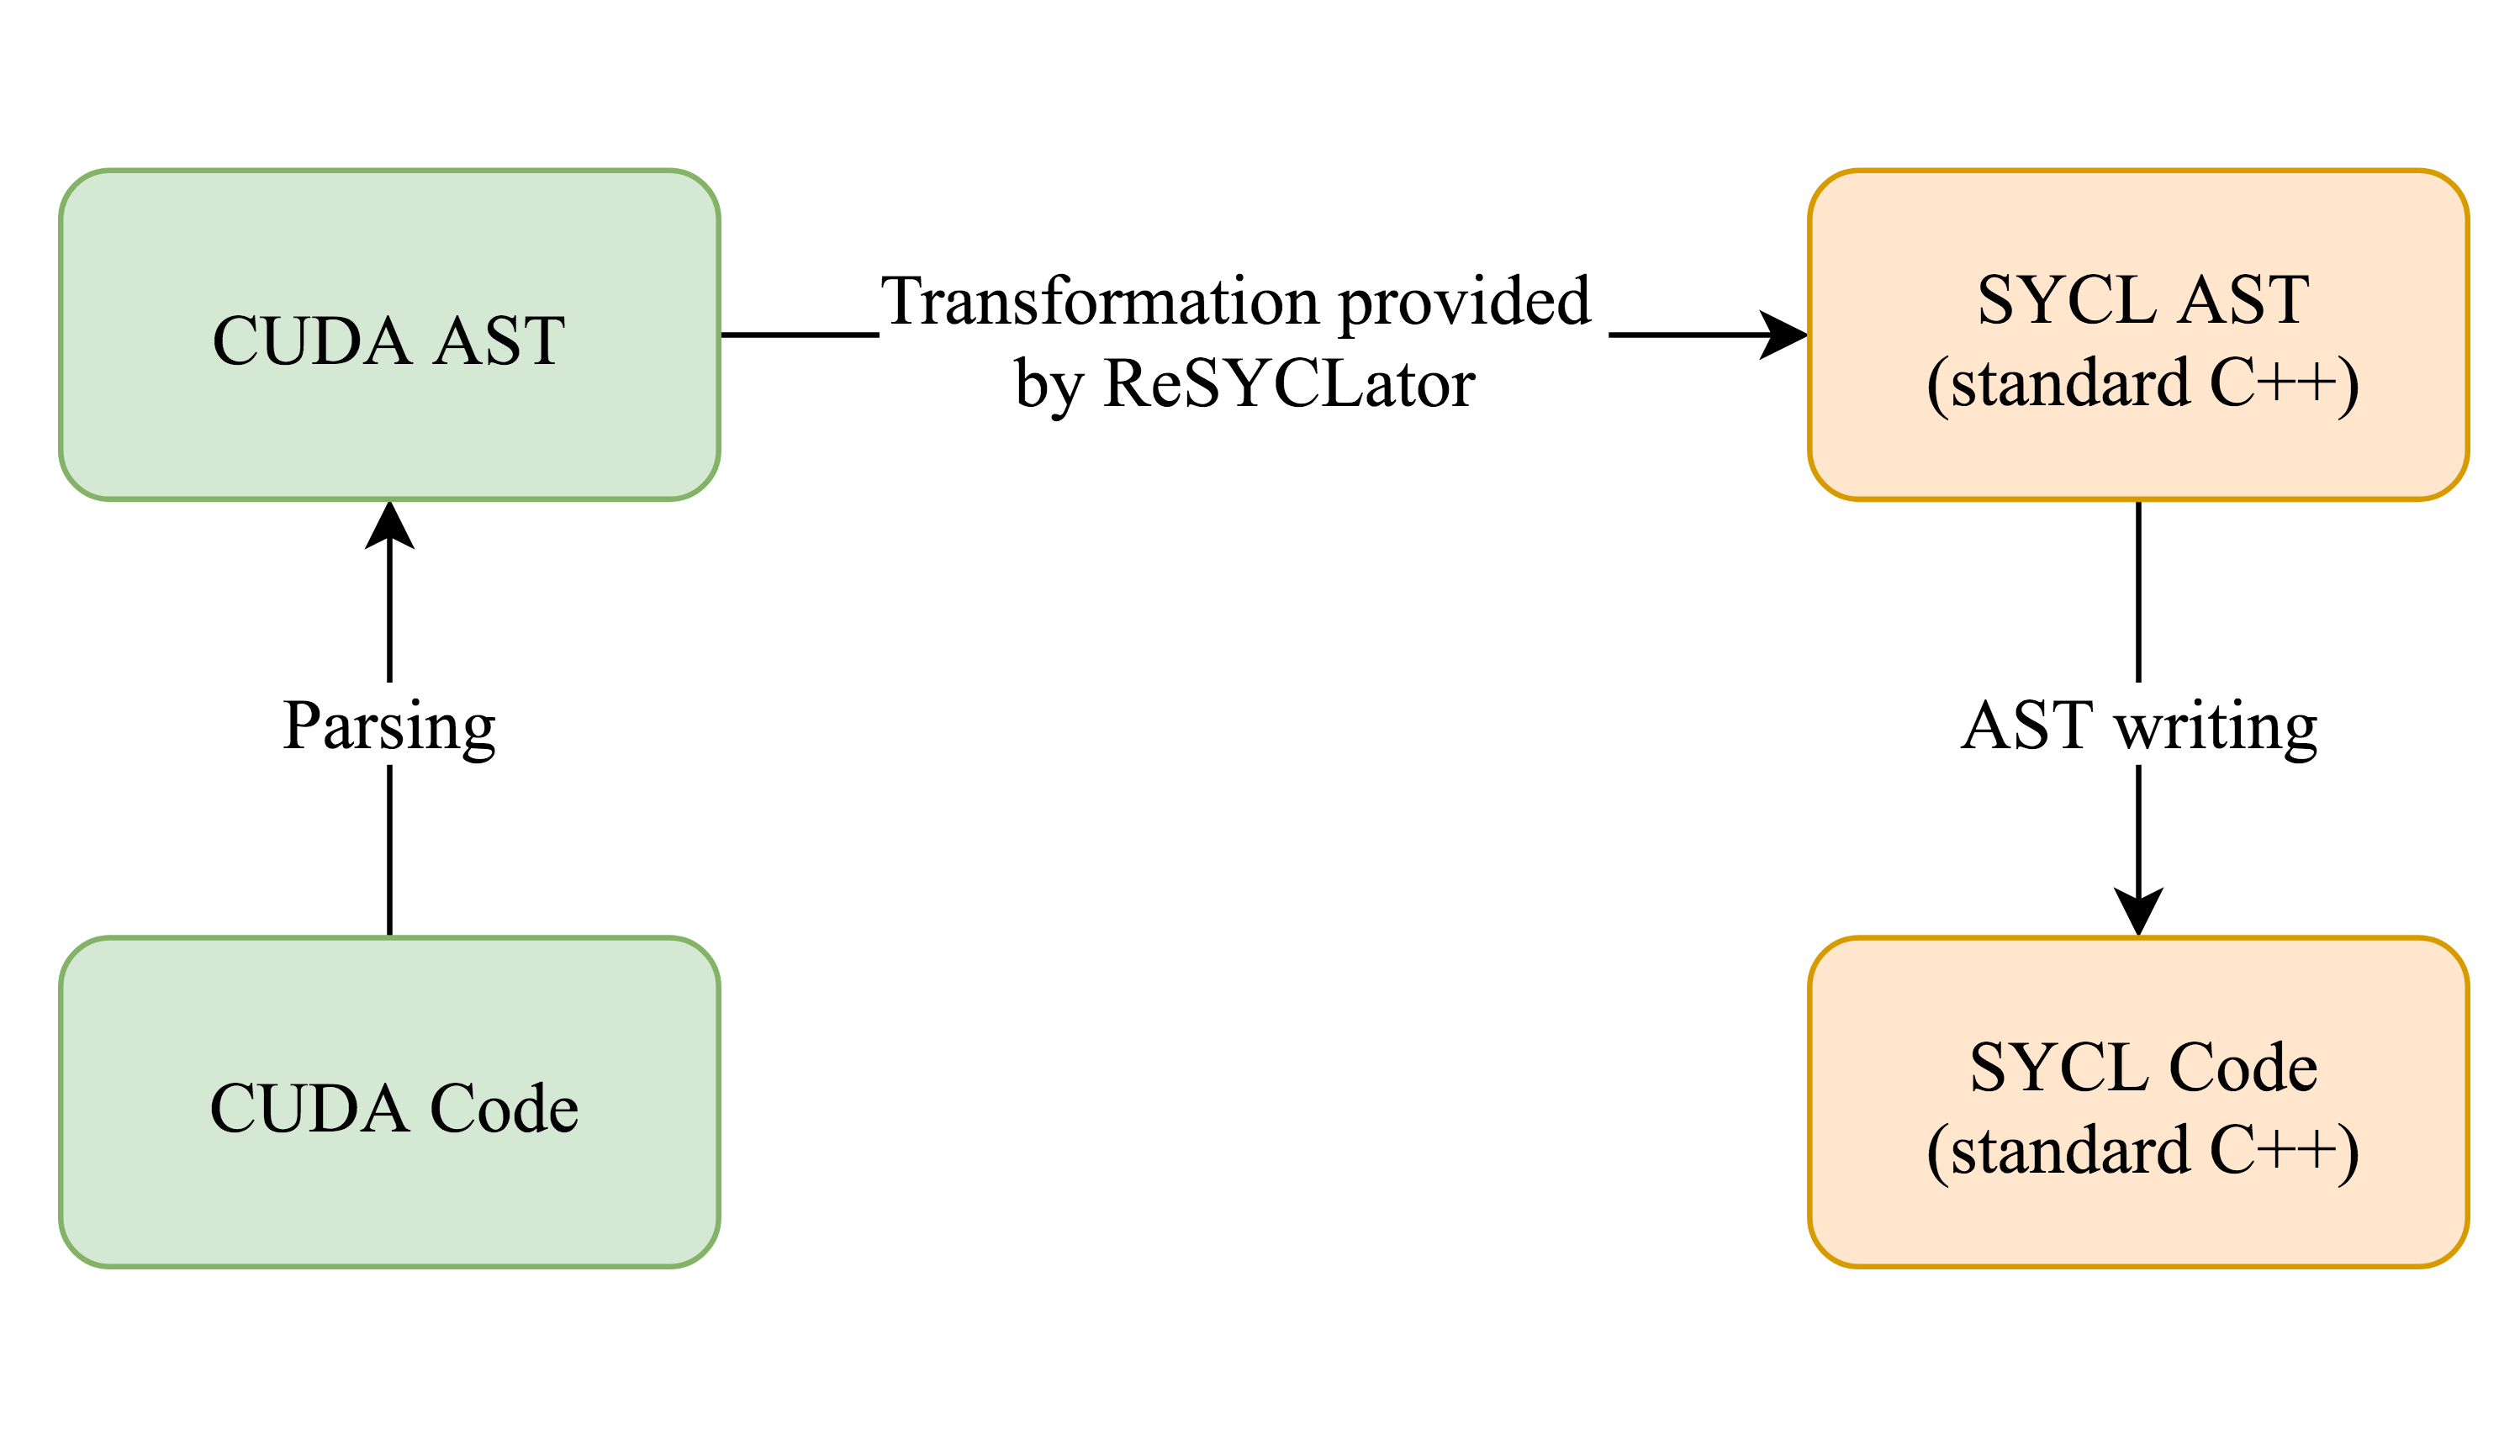 CUDA AST
Transformation provided
by ReSYCLator
SYCL AST
(standard C++)
Parsing
AST writing
CUDA Code
SYCL Code
(standard C++)